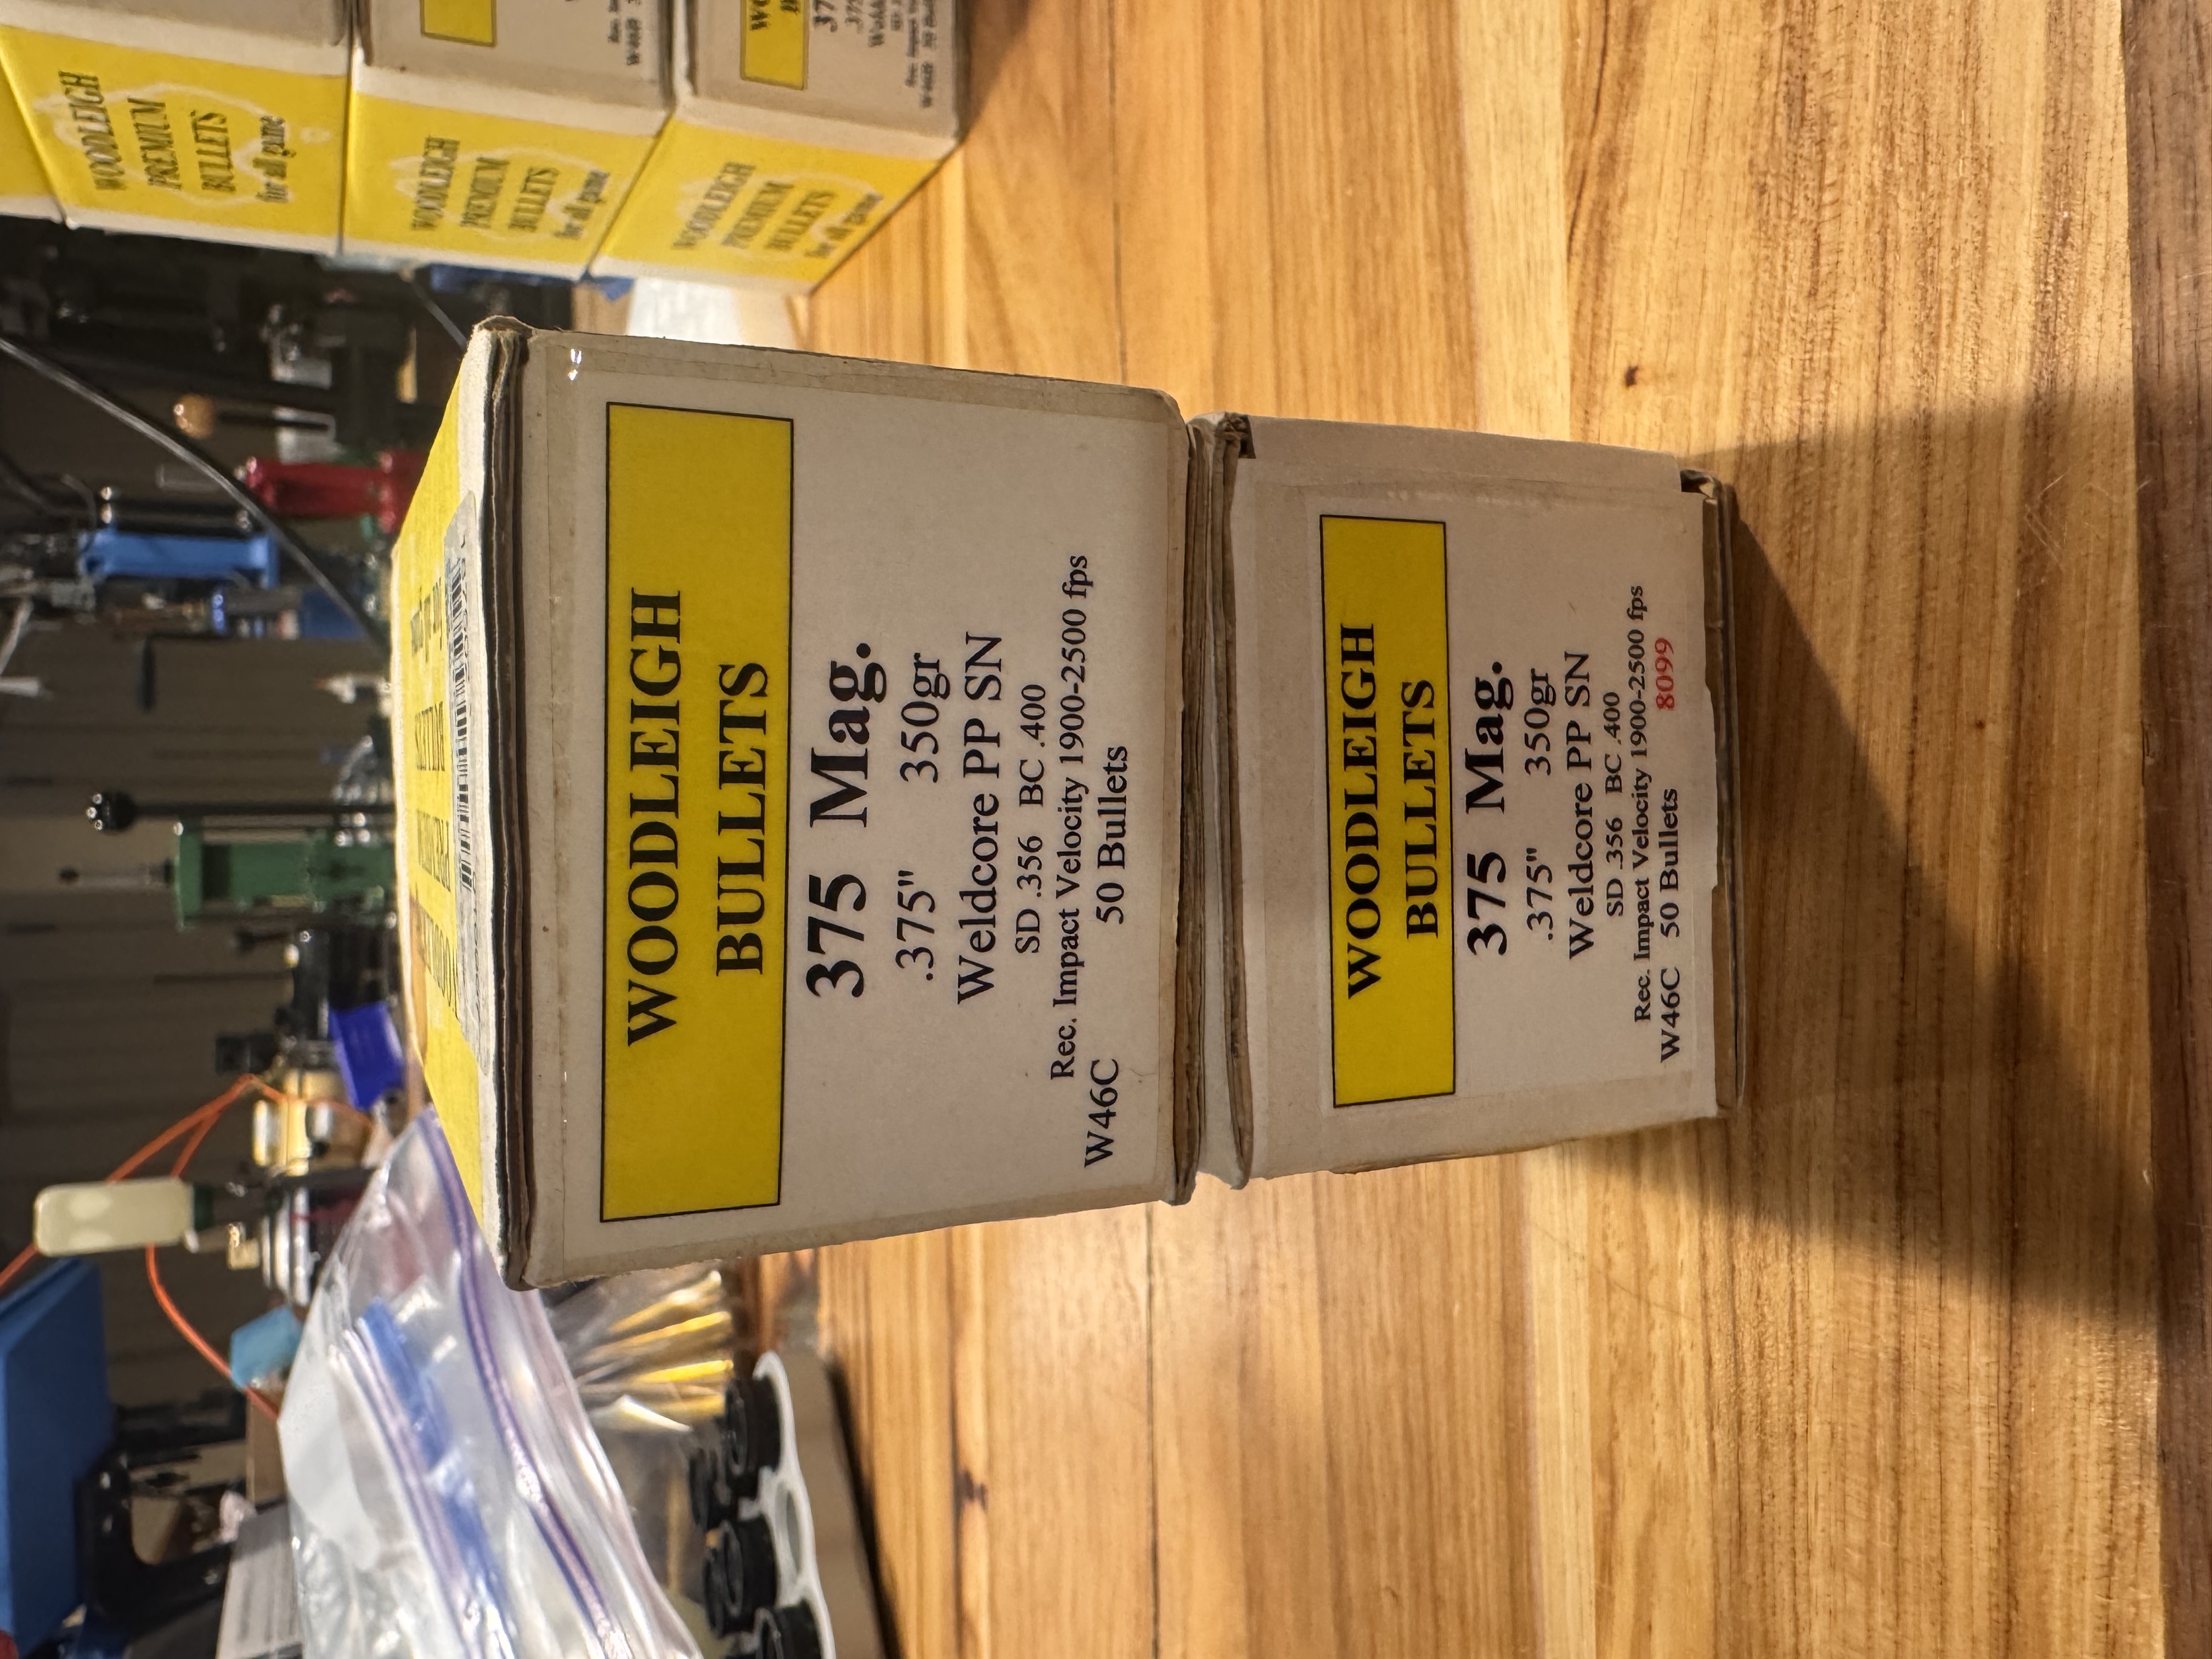 WOODLEIGH
BULLETS
375 Mag.
.375" 350gr
Weldcore PP SN
SD .356 BC .400
Rec. Impact Velocity 1900-2500 fps
W46C 50 Bullets
WOODLEIGH
BULLETS
375 Mag.
.375" 350gr
Weldcore PP SN
SD .356 BC .400
Rec. Impact Velocity 1900-2500 fps
W46C 50 Bullets 8099
WOODLEIGH
PREMIUM
BULLETS
for all game
WOODLEIGH
PREMIUM
BULLETS
for all game
WOODLEIGH
PREMIUM
BULLETS
for all game